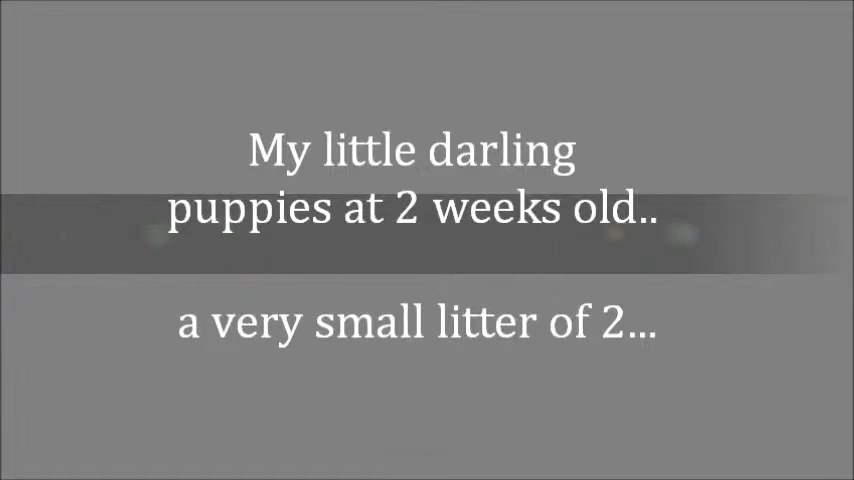 My little darling
puppies at 2 weeks old..
a very small litter of 2...